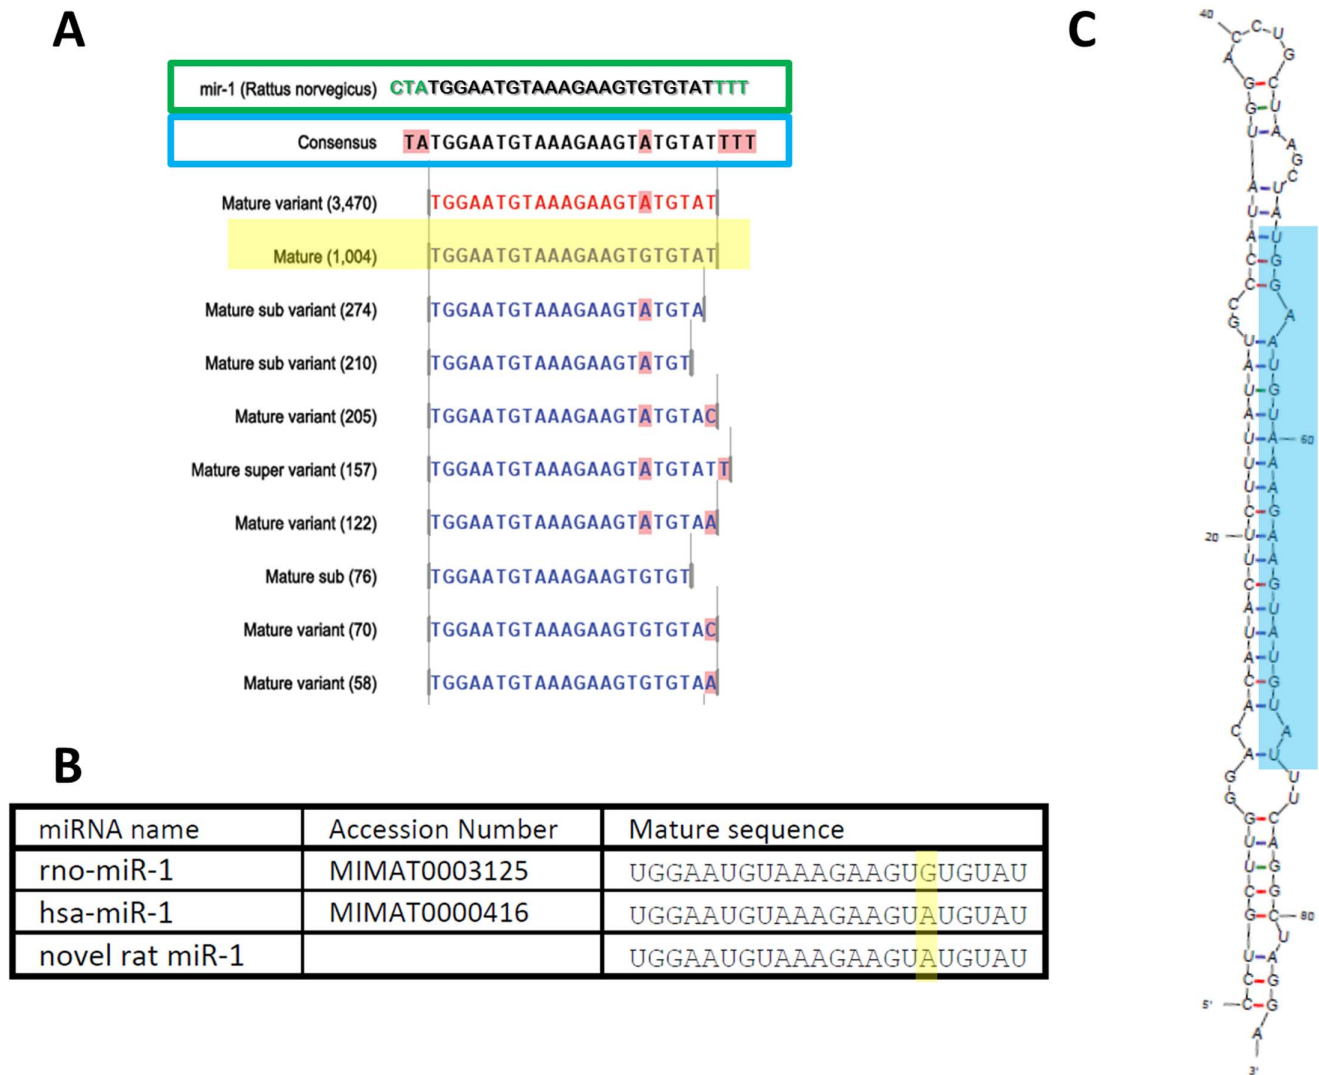 A
mir-1 (Rattus norvegicus) CTATGGAATGTAAAGAAGTGTGTATTTT
Consensus TATGGAATGTAAAGAAGTATGTATTTT
Mature variant (3,470) TGGAATGTAAAGAAGTATGTAT
Mature (1,004) TGGAATGTAAAGAAGTGTGTAT
Mature sub variant (274) TGGAATGTAAAGAAGTATGTA
Mature sub variant (210) TGGAATGTAAAGAAGTATGT
Mature variant (205) TGGAATGTAAAGAAGTATGTAC
Mature super variant (157) TGGAATGTAAAGAAGTATGTATT
Mature variant (122) TGGAATGTAAAGAAGTATGTAA
Mature sub (76) TGGAATGTAAAGAAGTGTGT
Mature variant (70) TGGAATGTAAAGAAGTGTGTAC
Mature variant (58) TGGAATGTAAAGAAGTGTGTAA
B
miRNA name Accession Number Mature sequence
rno-miR-1 MIMAT0003125 UGGAAUGUAAAGAAGUGUGUAU
hsa-miR-1 MIMAT0000416 UGGAAUGUAAAGAAGUAUGUAU
novel rat miR-1 UGGAAUGUAAAGAAGUAUGUAU
C
40
60
20
80
5'
3'